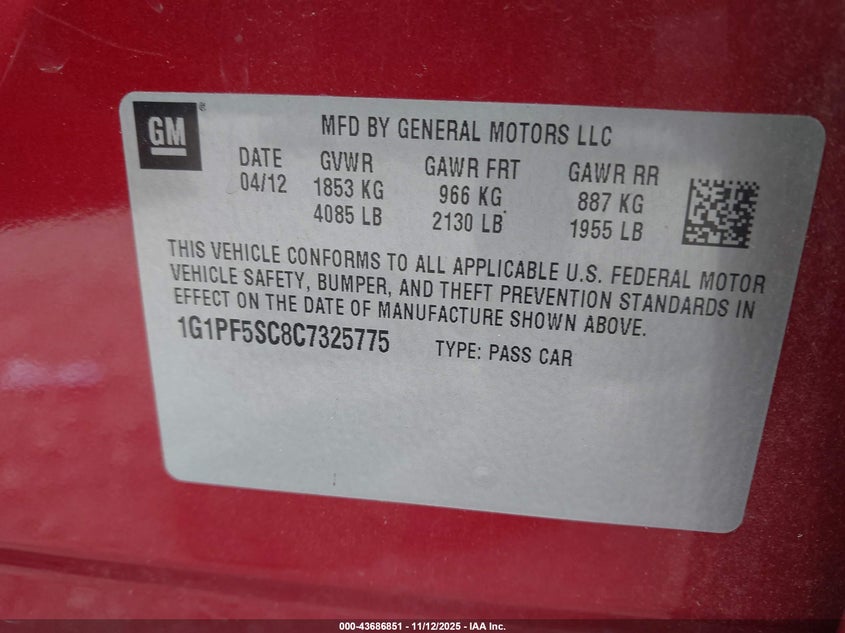 GM®
MFD BY GENERAL MOTORS LLC
DATE GVWR GAWR FRT GAWR RR
04/12 1853 KG 966 KG 887 KG
4085 LB 2130 LB 1955 LB
THIS VEHICLE CONFORMS TO ALL APPLICABLE U.S. FEDERAL MOTOR
VEHICLE SAFETY, BUMPER, AND THEFT PREVENTION STANDARDS IN
EFFECT ON THE DATE OF MANUFACTURE SHOWN ABOVE.
1G1PF5SC8C7325775 TYPE: PASS CAR
000-43686851 - 11/12/2025 - IAA Inc.